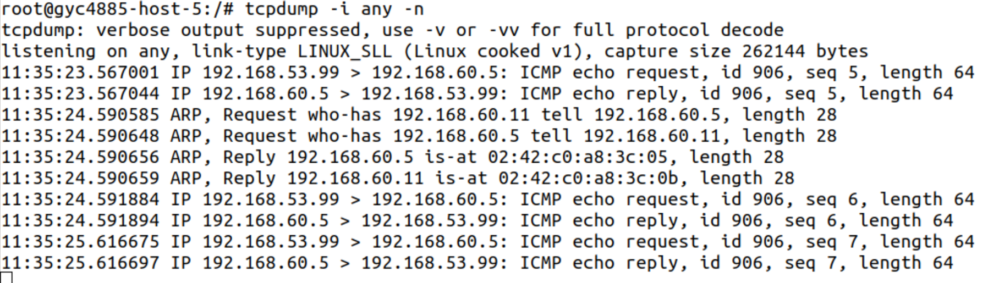 root@gyc4885-host-5:/# tcpdump -i any -n
tcpdump: verbose output suppressed, use -v or -vv for full protocol decode
listening on any, link-type LINUX_SLL (Linux cooked v1), capture size 262144 bytes
11:35:23.567001 IP 192.168.53.99 > 192.168.60.5: ICMP echo request, id 906, seq 5, length 64
11:35:23.567044 IP 192.168.60.5 > 192.168.53.99: ICMP echo reply, id 906, seq 5, length 64
11:35:24.590585 ARP, Request who-has 192.168.60.11 tell 192.168.60.5, length 28
11:35:24.590648 ARP, Request who-has 192.168.60.5 tell 192.168.60.11, length 28
11:35:24.590656 ARP, Reply 192.168.60.5 is-at 02:42:c0:a8:3c:05, length 28
11:35:24.590659 ARP, Reply 192.168.60.11 is-at 02:42:c0:a8:3c:0b, length 28
11:35:24.591884 IP 192.168.53.99 > 192.168.60.5: ICMP echo request, id 906, seq 6, length 64
11:35:24.591894 IP 192.168.60.5 > 192.168.53.99: ICMP echo reply, id 906, seq 6, length 64
11:35:25.616675 IP 192.168.53.99 > 192.168.60.5: ICMP echo request, id 906, seq 7, length 64
11:35:25.616697 IP 192.168.60.5 > 192.168.53.99: ICMP echo reply, id 906, seq 7, length 64